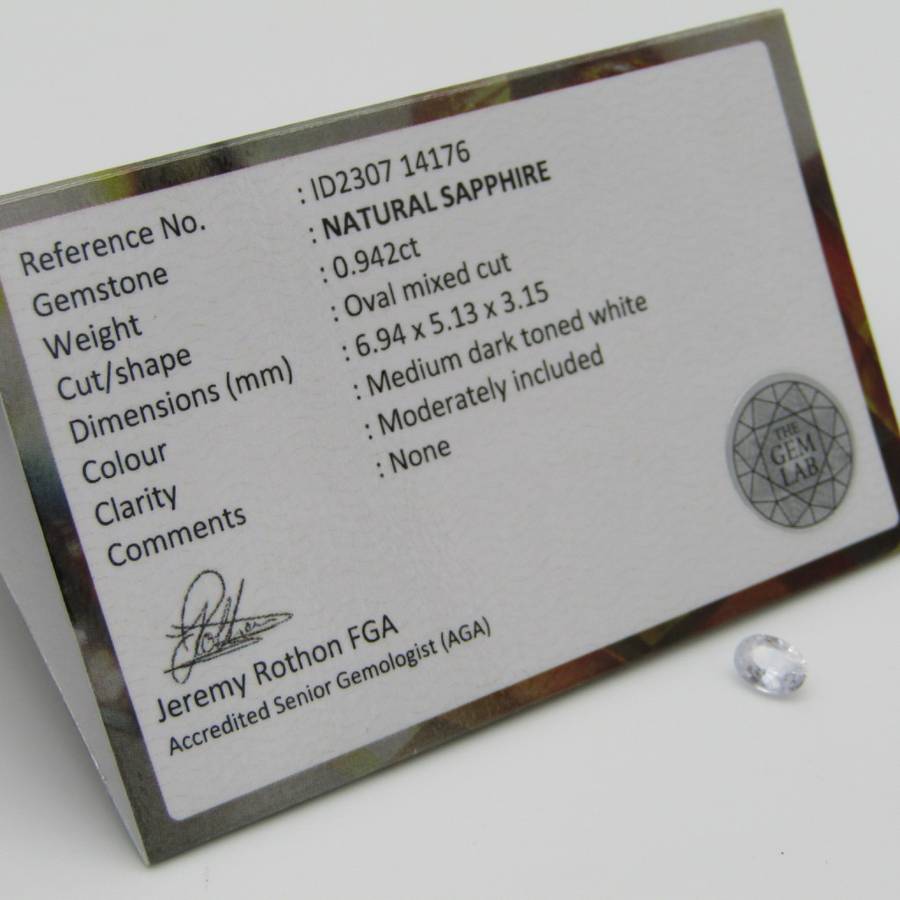 Reference No. : ID2307 14176
Gemstone : NATURAL SAPPHIRE
Weight : 0.942ct
Cut/shape : Oval mixed cut
Dimensions (mm) : 6.94 x 5.13 x 3.15
Colour : Medium dark toned white
Clarity : Moderately included
Comments : None
THE
GEM
LAB
Jeremy Rothon FGA
Accredited Senior Gemologist (AGA)